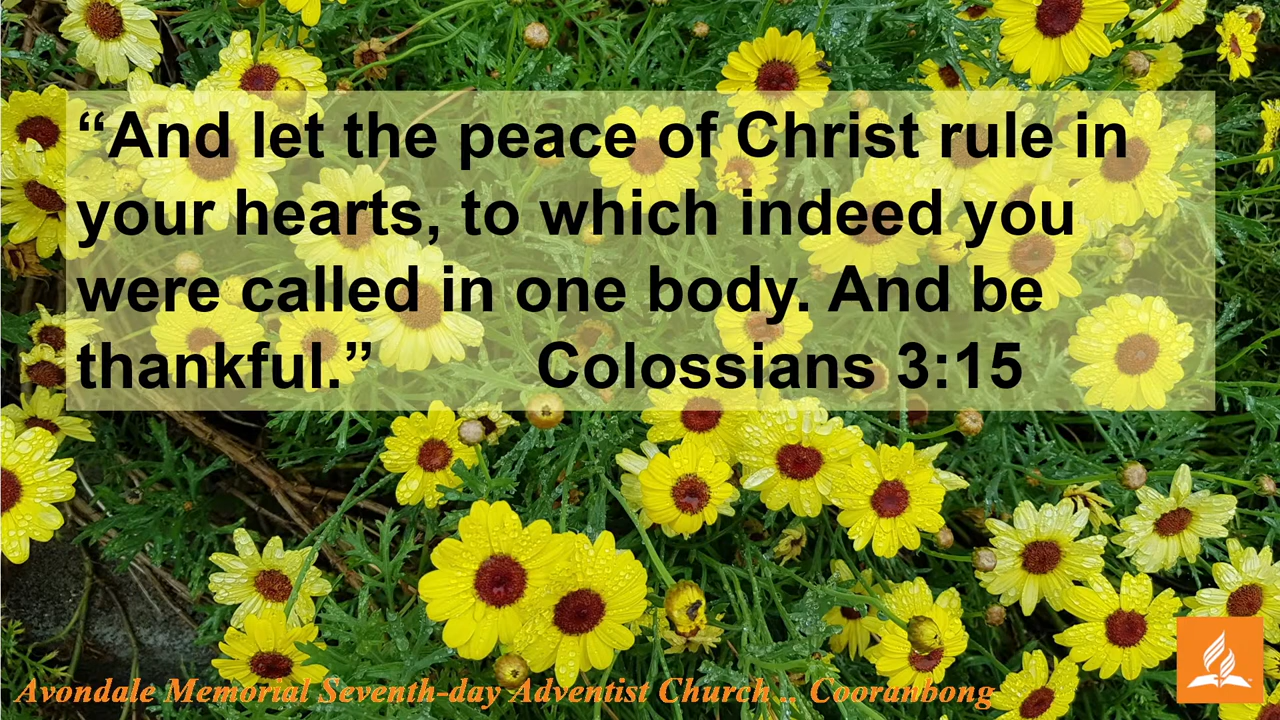 “And let the peace of Christ rule in
your hearts, to which indeed you
were called in one body. And be
thankful.” Colossians 3:15
Avondale Memorial Seventh-day Adventist Church .. Cooranbong